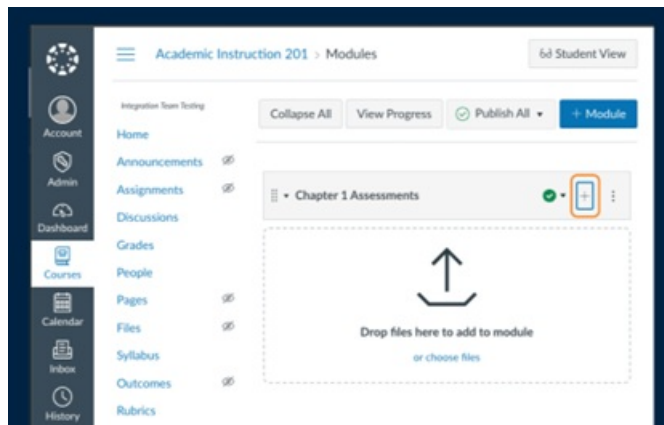 Academic Instruction 201 > Modules
Student View
Integration Team Testing
Collapse All
View Progress
Publish All
+ Module
Account
Admin
Dashboard
Courses
Calendar
Inbox
History
Home
Announcements
Assignments
Discussions
Grades
People
Pages
Files
Syllabus
Outcomes
Rubrics
Chapter 1 Assessments
Drop files here to add to module
or choose files